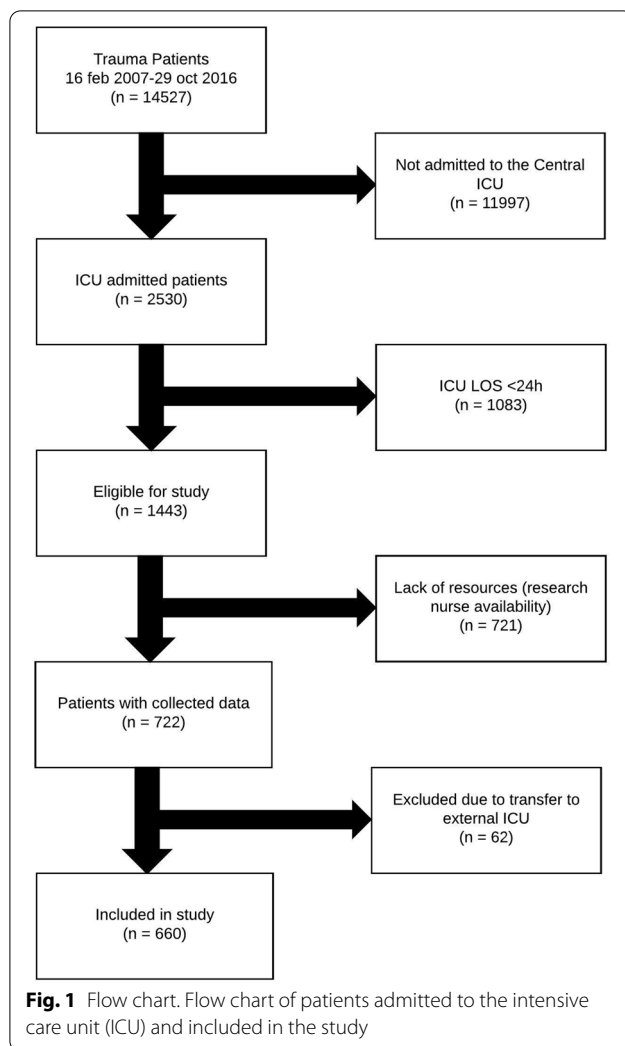 Trauma Patients
16 feb 2007-29 oct 2016
(n = 14527)
Not admitted to the Central
ICU
(n = 11997)
ICU admitted patients
(n = 2530)
ICU LOS <24h
(n = 1083)
Eligible for study
(n = 1443)
Lack of resources (research
nurse availability)
(n = 721)
Patients with collected data
(n = 722)
Excluded due to transfer to
external ICU
(n = 62)
Included in study
(n = 660)
Fig. 1 Flow chart. Flow chart of patients admitted to the intensive
care unit (ICU) and included in the study